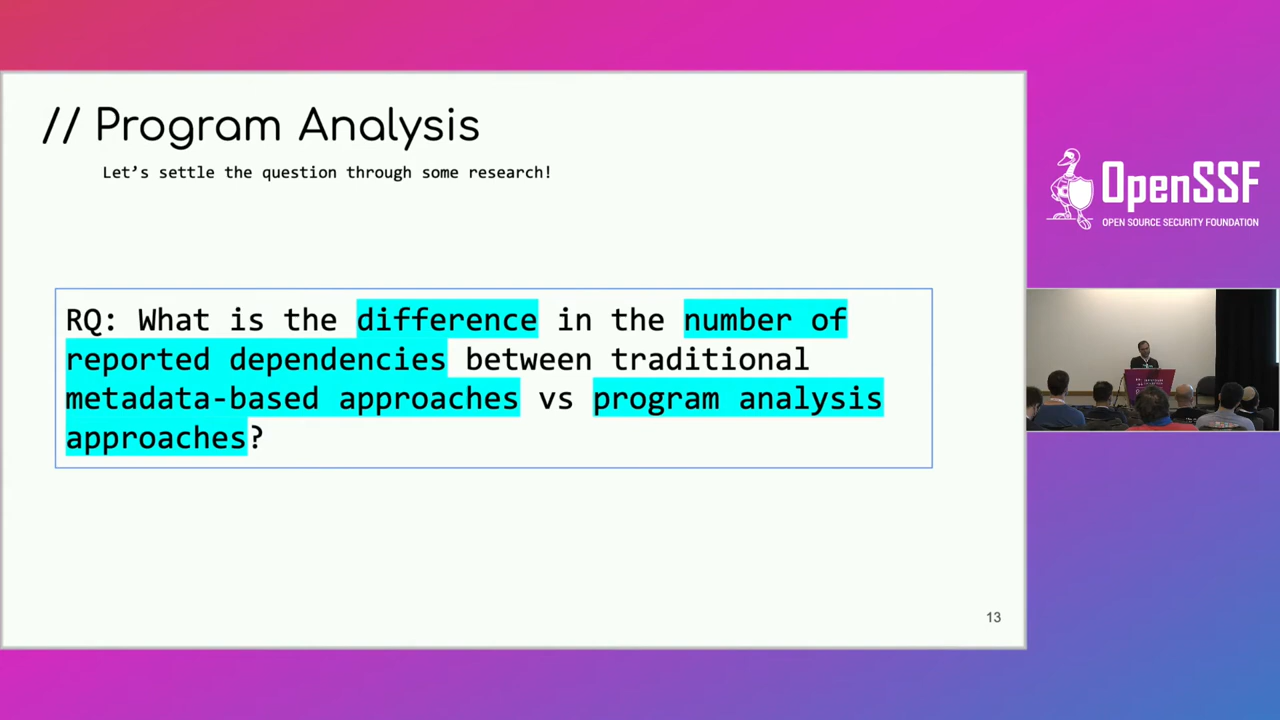 // Program Analysis
Let’s settle the question through some research!
RQ: What is the difference in the number of
reported dependencies between traditional
metadata-based approaches vs program analysis
approaches?
13
OpenSSF
OPEN SOURCE SECURITY FOUNDATION